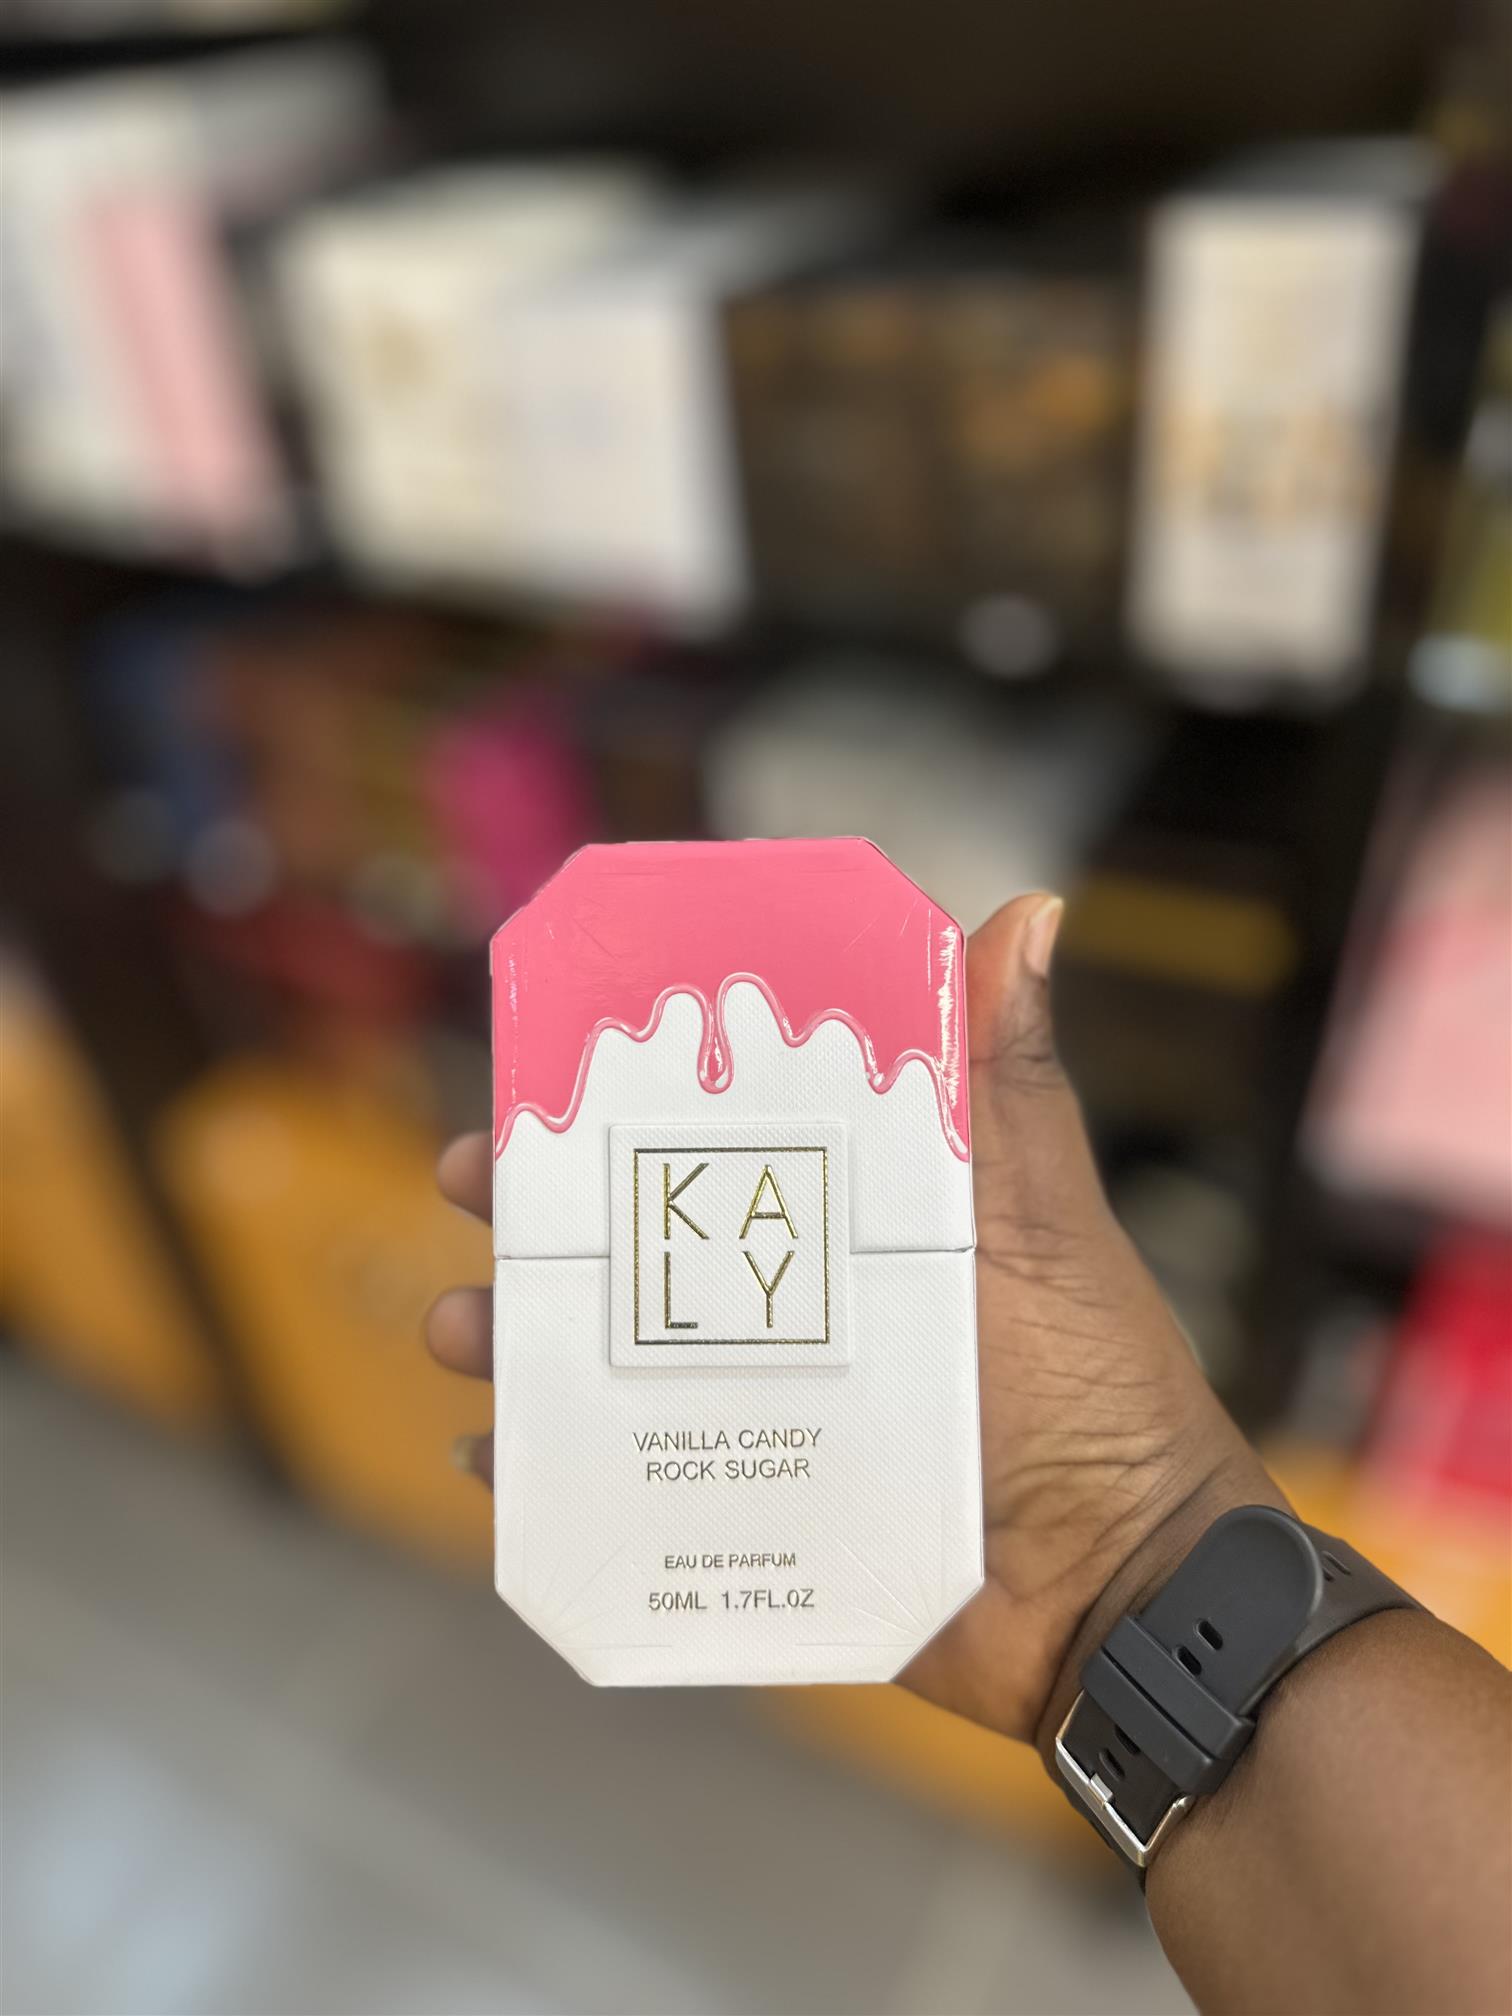 KA
LY
VANILLA CANDY
ROCK SUGAR
EAU DE PARFUM
50ML 1.7FL.OZ